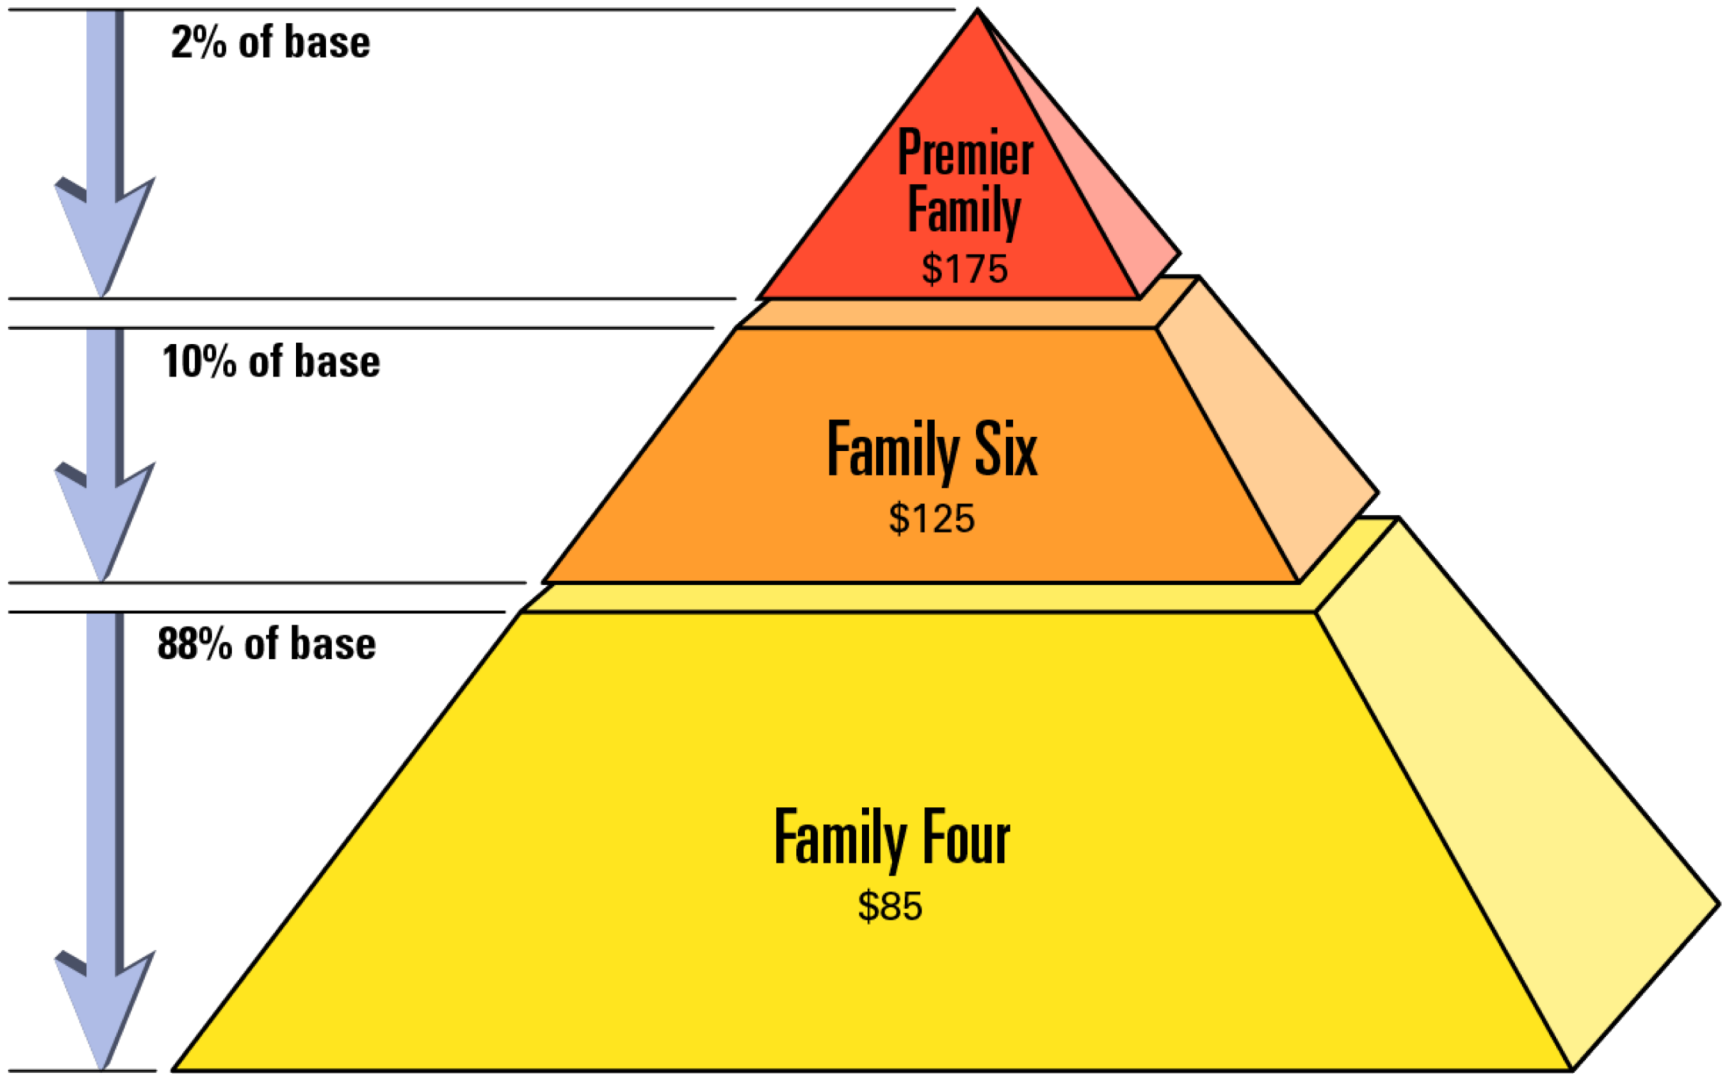 2% of base
Premier
Family
$175
10% of base
Family Six
$125
88% of base
Family Four
$85